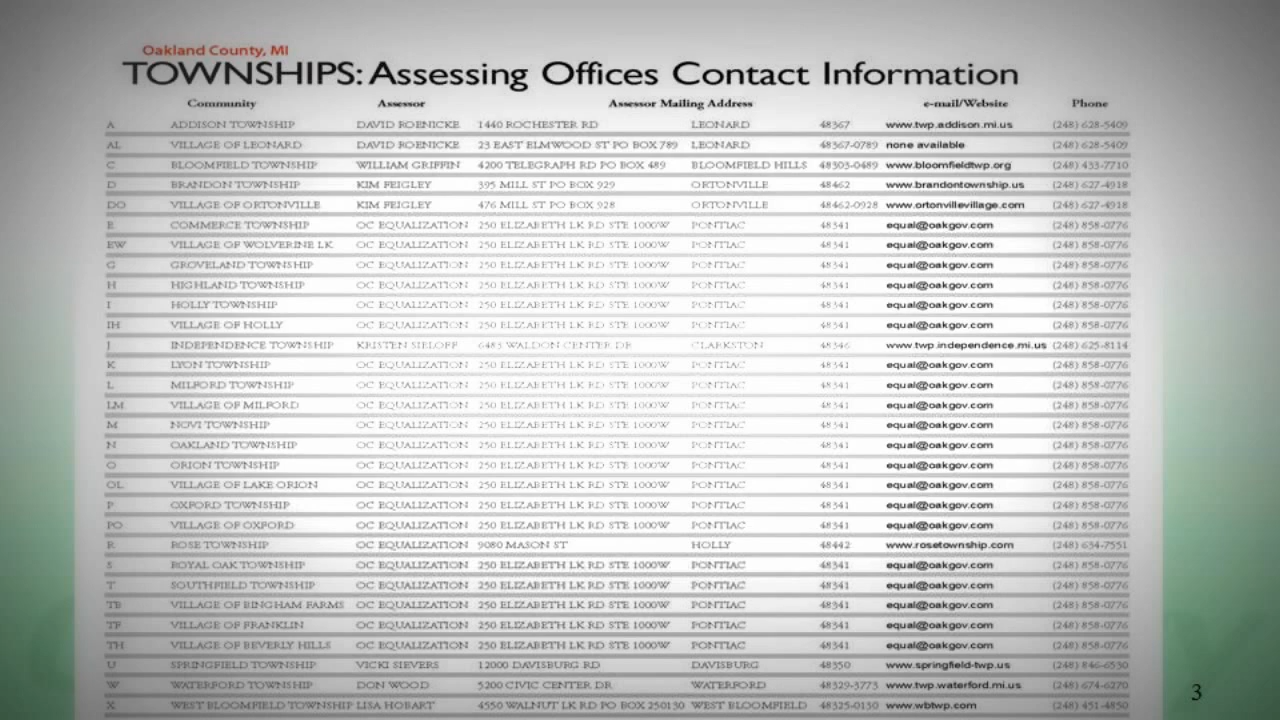 Oakland County, MI
TOWNSHIPS: Assessing Offices Contact Information
Community Assessor Assessor Mailing Address e-mail/Website Phone
A ADDISON TOWNSHIP DAVID ROENICKE 1440 ROCHESTER RD LEONARD 48367 www.twp.addison.mi.us (248) 628-5409
AL VILLAGE OF LEONARD DAVID ROENICKE 23 EAST ELMWOOD ST PO BOX 789 LEONARD 48367-0789 none available (248) 628-5409
C BLOOMFIELD TOWNSHIP WILLIAM GRIFFIN 4200 TELEGRAPH RD PO BOX 489 BLOOMFIELD HILLS 48303-0489 www.bloomfieldtwp.org (248) 433-7710
D BRANDON TOWNSHIP KIM FEIGLEY 395 MILL ST PO BOX 929 ORTONVILLE 48462 www.brandontownship.us (248) 627-4918
DO VILLAGE OF ORTONVILLE KIM FEIGLEY 476 MILL ST PO BOX 928 ORTONVILLE 48462-0928 www.ortonvillevillage.com (248) 627-4918
E COMMERCE TOWNSHIP OC EQUALIZATION 250 ELIZABETH LK RD STE 1000W PONTIAC 48341 equal@oakgov.com (248) 858-0776
EW VILLAGE OF WOLVERINE LK OC EQUALIZATION 250 ELIZABETH LK RD STE 1000W PONTIAC 48341 equal@oakgov.com (248) 858-0776
G GROVELAND TOWNSHIP OC EQUALIZATION 250 ELIZABETH LK RD STE 1000W PONTIAC 48341 equal@oakgov.com (248) 858-0776
H HIGHLAND TOWNSHIP OC EQUALIZATION 250 ELIZABETH LK RD STE 1000W PONTIAC 48341 equal@oakgov.com (248) 858-0776
I HOLLY TOWNSHIP OC EQUALIZATION 250 ELIZABETH LK RD STE 1000W PONTIAC 48341 equal@oakgov.com (248) 858-0776
IH VILLAGE OF HOLLY OC EQUALIZATION 250 ELIZABETH LK RD STE 1000W PONTIAC 48341 equal@oakgov.com (248) 858-0776
J INDEPENDENCE TOWNSHIP KRISTEN SIELOFF 6483 WALDON CENTER DR CLARKSTON 48346 www.twp.independence.mi.us (248) 625-8114
K LYON TOWNSHIP OC EQUALIZATION 250 ELIZABETH LK RD STE 1000W PONTIAC 48341 equal@oakgov.com (248) 858-0776
L MILFORD TOWNSHIP OC EQUALIZATION 250 ELIZABETH LK RD STE 1000W PONTIAC 48341 equal@oakgov.com (248) 858-0776
LM VILLAGE OF MILFORD OC EQUALIZATION 250 ELIZABETH LK RD STE 1000W PONTIAC 48341 equal@oakgov.com (248) 858-0776
M NOVI TOWNSHIP OC EQUALIZATION 250 ELIZABETH LK RD STE 1000W PONTIAC 48341 equal@oakgov.com (248) 858-0776
N OAKLAND TOWNSHIP OC EQUALIZATION 250 ELIZABETH LK RD STE 1000W PONTIAC 48341 equal@oakgov.com (248) 858-0776
O ORION TOWNSHIP OC EQUALIZATION 250 ELIZABETH LK RD STE 1000W PONTIAC 48341 equal@oakgov.com (248) 858-0776
OL VILLAGE OF LAKE ORION OC EQUALIZATION 250 ELIZABETH LK RD STE 1000W PONTIAC 48341 equal@oakgov.com (248) 858-0776
P OXFORD TOWNSHIP OC EQUALIZATION 250 ELIZABETH LK RD STE 1000W PONTIAC 48341 equal@oakgov.com (248) 858-0776
PO VILLAGE OF OXFORD OC EQUALIZATION 250 ELIZABETH LK RD STE 1000W PONTIAC 48341 equal@oakgov.com (248) 858-0776
R ROSE TOWNSHIP OC EQUALIZATION 9080 MASON ST HOLLY 48442 www.rosetownship.com (248) 634-7551
S ROYAL OAK TOWNSHIP OC EQUALIZATION 250 ELIZABETH LK RD STE 1000W PONTIAC 48341 equal@oakgov.com (248) 858-0776
T SOUTHFIELD TOWNSHIP OC EQUALIZATION 250 ELIZABETH LK RD STE 1000W PONTIAC 48341 equal@oakgov.com (248) 858-0776
TB VILLAGE OF BINGHAM FARMS OC EQUALIZATION 250 ELIZABETH LK RD STE 1000W PONTIAC 48341 equal@oakgov.com (248) 858-0776
TF VILLAGE OF FRANKLIN OC EQUALIZATION 250 ELIZABETH LK RD STE 1000W PONTIAC 48341 equal@oakgov.com (248) 858-0776
TH VILLAGE OF BEVERLY HILLS OC EQUALIZATION 250 ELIZABETH LK RD STE 1000W PONTIAC 48341 equal@oakgov.com (248) 858-0776
U SPRINGFIELD TOWNSHIP VICKI SIEVERS 12000 DAVISBURG RD DAVISBURG 48350 www.springfield-twp.us (248) 846-6530
W WATERFORD TOWNSHIP DON WOOD 5200 CIVIC CENTER DR WATERFORD 48329-3773 www.twp.waterford.mi.us (248) 674-6270
X WEST BLOOMFIELD TOWNSHIP LISA HOBART 4550 WALNUT LK RD PO BOX 250130 WEST BLOOMFIELD 48325-0130 www.wbtwp.com (248) 451-4850
3